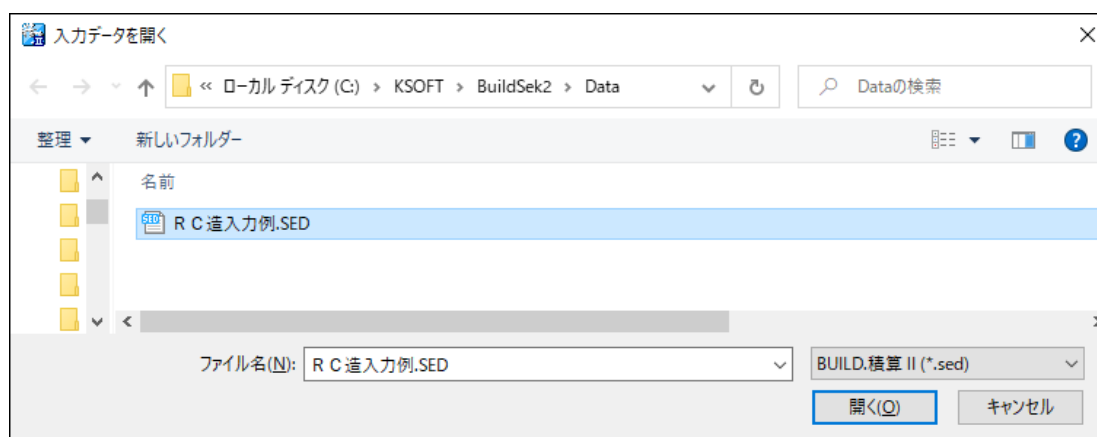 入力データを開く
« ローカル ディスク (C:) › KSOFT › BuildSek2 › Data
Dataの検索
整理
新しいフォルダー
名前
SED ＲＣ造入力例.SED
ファイル名(N): ＲＣ造入力例.SED
BUILD.積算 II (*.sed)
開く(O)
キャンセル